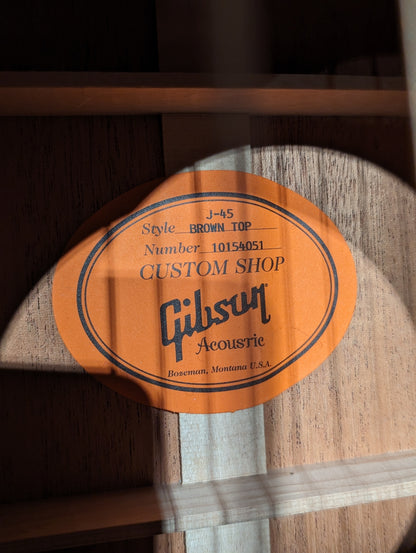 J-45
Style BROWN TOP
Number 10154051
CUSTOM SHOP
Gibson
Acoustic
Bozeman, Montana U.S.A.